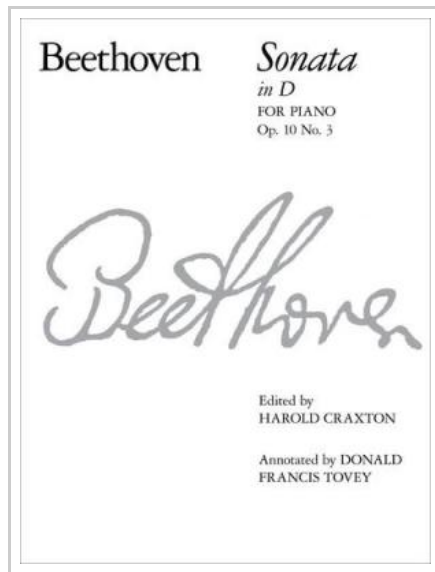 Beethoven
Sonata
in D
FOR PIANO
Op. 10 No. 3
Beethoven
Edited by
HAROLD CRAXTON
Annotated by DONALD
FRANCIS TOVEY